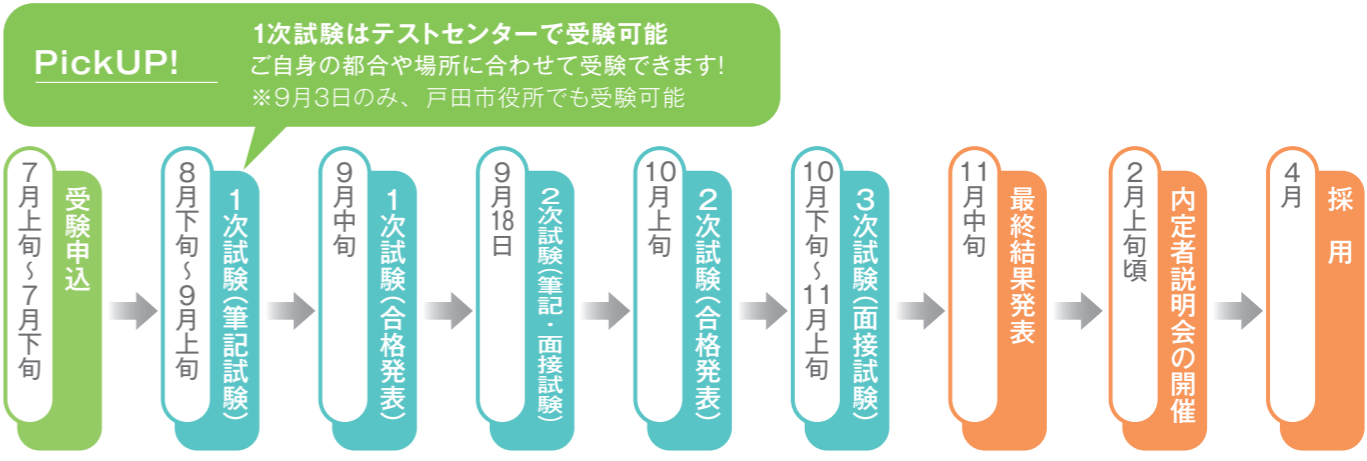 PickUP!
1次試験はテストセンターで受験可能
ご自身の都合や場所に合わせて受験できます!
※9月3日のみ、戸田市役所でも受験可能
7月上旬~7月下旬
受験申込
8月下旬~9月上旬
1次試験(筆記試験)
9月中旬
1次試験(合格発表)
9月18日
2次試験(筆記・面接試験)
10月上旬
2次試験(合格発表)
10月下旬~11月上旬
3次試験(面接試験)
11月中旬
最終結果発表
2月上旬頃
内定者説明会の開催
4月
採用